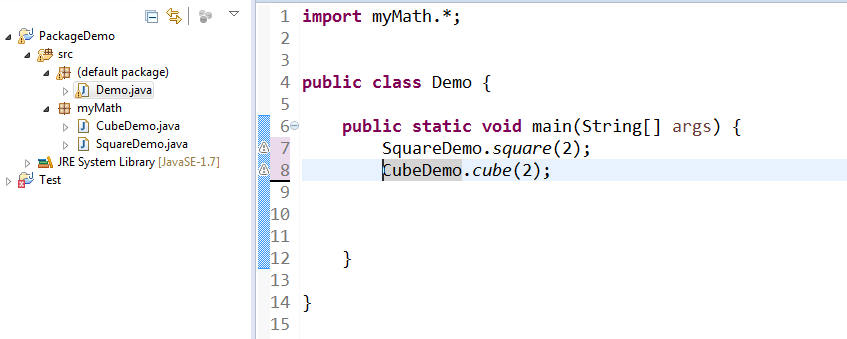 PackageDemo
src
(default package)
Demo.java
myMath
CubeDemo.java
SquareDemo.java
JRE System Library [JavaSE-1.7]
Test
1 import myMath.*;
2
3
4 public class Demo {
5
6 public static void main(String[] args) {
7 SquareDemo.square(2);
8 CubeDemo.cube(2);
9
10
11
12 }
13
14 }
15